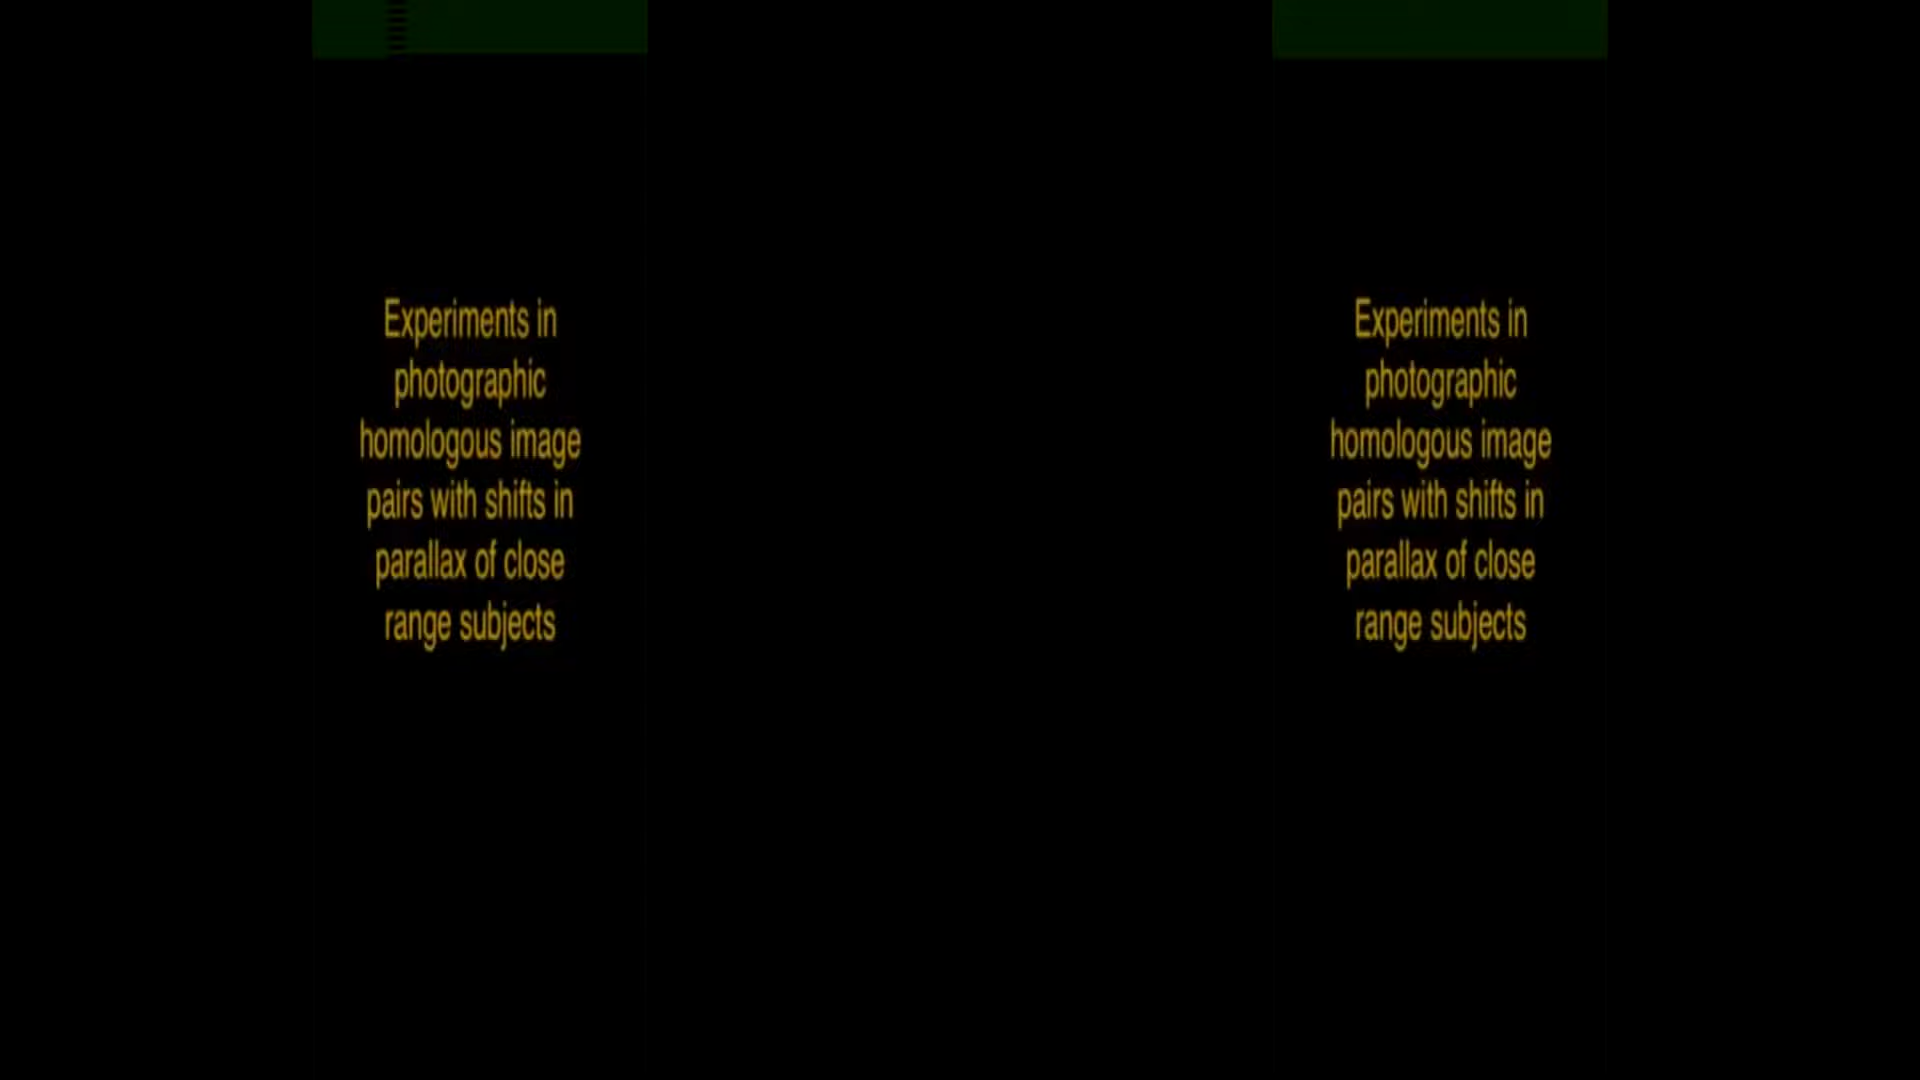 Experiments in
photographic
homologous image
pairs with shifts in
parallax of close
range subjects
Experiments in
photographic
homologous image
pairs with shifts in
parallax of close
range subjects